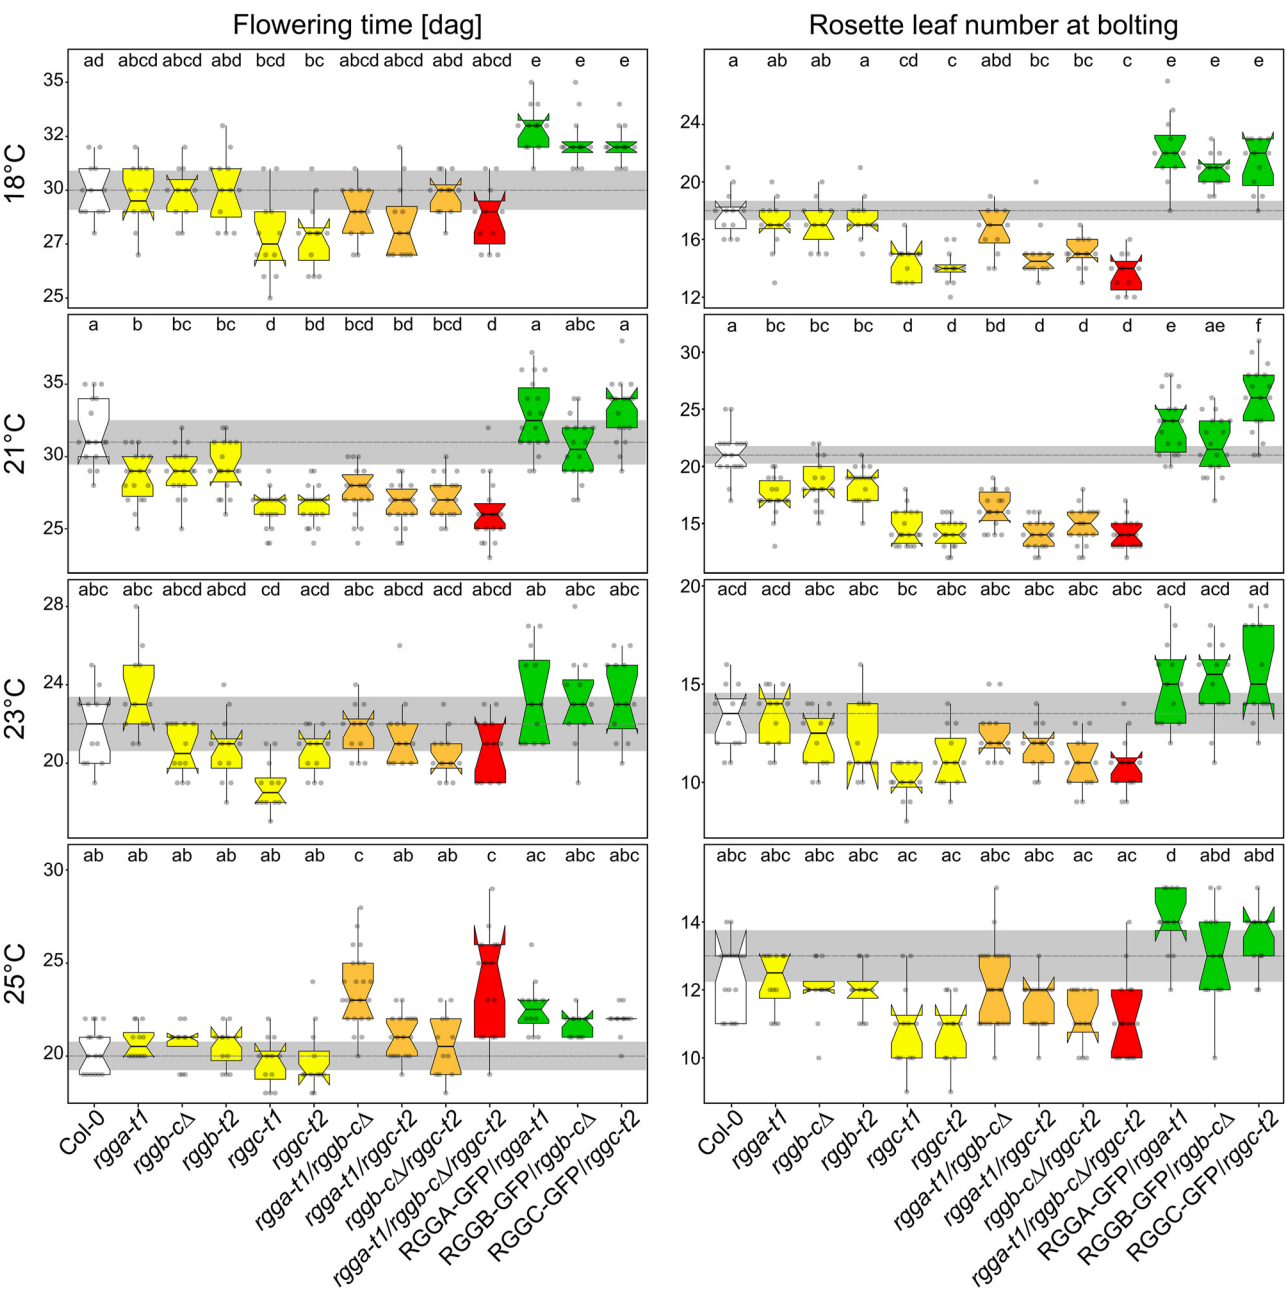 Flowering time [dag] Rosette leaf number at bolting
18°C
ad abcd abcd abd bcd bc abcd abcd abd abcd e e e
35
32
30
27
25
a ab ab a cd c abd bc bc c e e e
24
20
16
12
21°C
a b bc bc d bd bcd bd bcd d a abc a
35
30
25
a bc bc bc d d bd d d d e ae f
30
25
20
15
23°C
abc abc abcd abcd cd acd abc abcd acd abcd ab abc abc
28
24
20
acd abc abc abc bc abc abc abc abc abc acd acd ad
20
15
10
25°C
ab ab ab ab ab ab c ab ab c ac abc abc
30
25
20
abc abc abc abc ac ac abc abc ac ac d abd abd
14
12
10
Col-0
rgga-t1
rggb-cΔ
rggb-t2
rggc-t1
rggc-t2
rgga-t1/rggb-cΔ
rgga-t1/rggc-t2
rggb-cΔ/rggc-t2
rgga-t1/rggb-cΔ/rggc-t2
RGGA-GFP/rgga-t1
RGGB-GFP/rggb-cΔ
RGGC-GFP/rggc-t2
Col-0
rgga-t1
rggb-cΔ
rggb-t2
rggc-t1
rggc-t2
rgga-t1/rggb-cΔ
rgga-t1/rggc-t2
rggb-cΔ/rggc-t2
rgga-t1/rggb-cΔ/rggc-t2
RGGA-GFP/rgga-t1
RGGB-GFP/rggb-cΔ
RGGC-GFP/rggc-t2